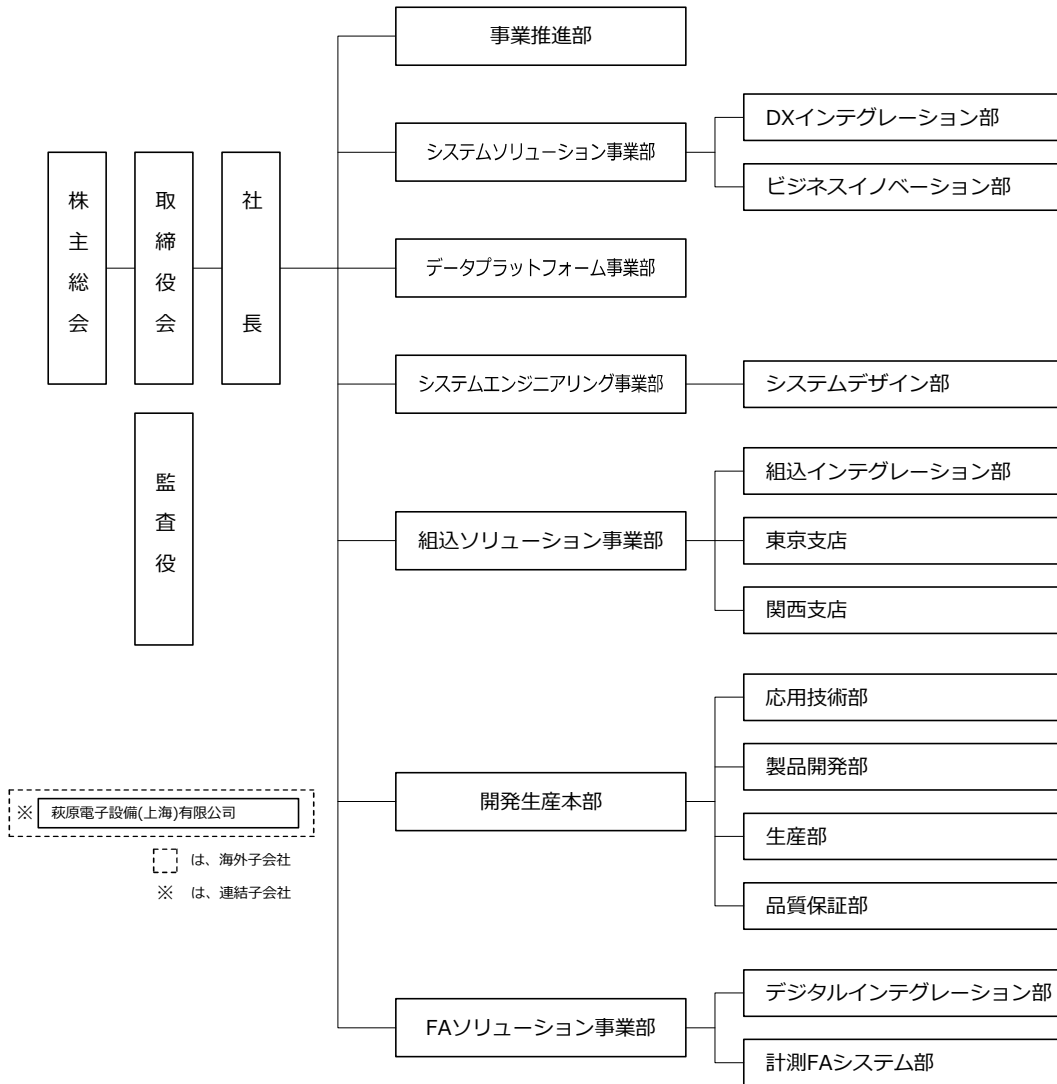 株主総会
取締役会
社長
監査役
事業推進部
システムソリューション事業部
DXインテグレーション部
ビジネスイノベーション部
データプラットフォーム事業部
システムエンジニアリング事業部
システムデザイン部
組込ソリューション事業部
組込インテグレーション部
東京支店
関西支店
開発生産本部
応用技術部
製品開発部
生産部
品質保証部
FAソリューション事業部
デジタルインテグレーション部
計測FAシステム部
※ 萩原電子設備(上海)有限公司
は、海外子会社
※ は、連結子会社